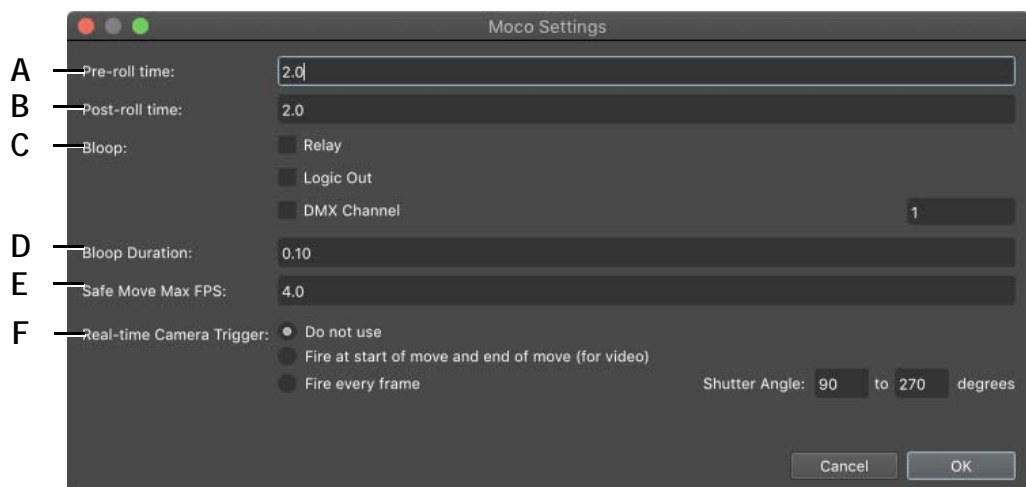 Moco Settings
A Pre-roll time: 2.0
B Post-roll time: 2.0
C Bloop: Relay
Logic Out
DMX Channel 1
D Bloop Duration: 0.10
E Safe Move Max FPS: 4.0
F Real-time Camera Trigger: Do not use
Fire at start of move and end of move (for video)
Fire every frame Shutter Angle: 90 to 270 degrees
Cancel OK